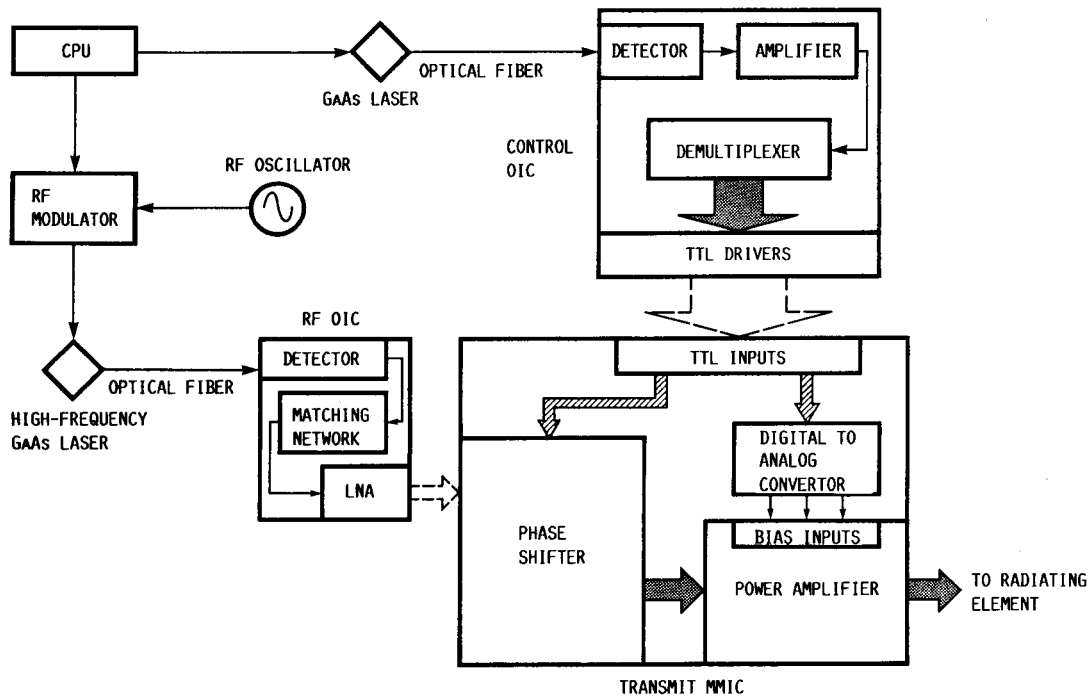 CPU
OPTICAL FIBER
GaAs LASER
DETECTOR
AMPLIFIER
CONTROL
OIC
DEMULTIPLEXER
TTL DRIVERS
RF OSCILLATOR
RF
MODULATOR
RF OIC
DETECTOR
MATCHING
NETWORK
LNA
OPTICAL FIBER
HIGH-FREQUENCY
GaAs LASER
TTL INPUTS
DIGITAL TO
ANALOG
CONVERTOR
BIAS INPUTS
PHASE
SHIFTER
POWER AMPLIFIER
TO RADIATING
ELEMENT
TRANSMIT MMIC